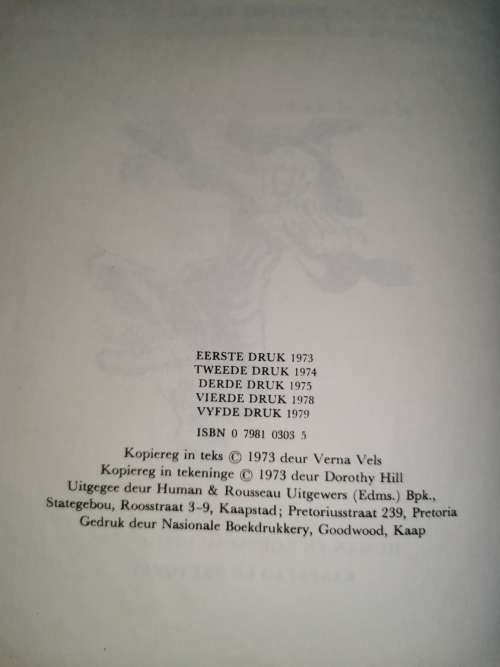 EERSTE DRUK 1973
TWEEDE DRUK 1974
DERDE DRUK 1975
VIERDE DRUK 1978
VYFDE DRUK 1979
ISBN 0 7981 0303 5
Kopiereg in teks © 1973 deur Verna Vels
Kopiereg in tekeninge © 1973 deur Dorothy Hill
Uitgegee deur Human & Rousseau Uitgewers (Edms.) Bpk.,
Stategebou, Roosstraat 3–9, Kaapstad; Pretoriusstraat 239, Pretoria
Gedruk deur Nasionale Boekdrukkery, Goodwood, Kaap